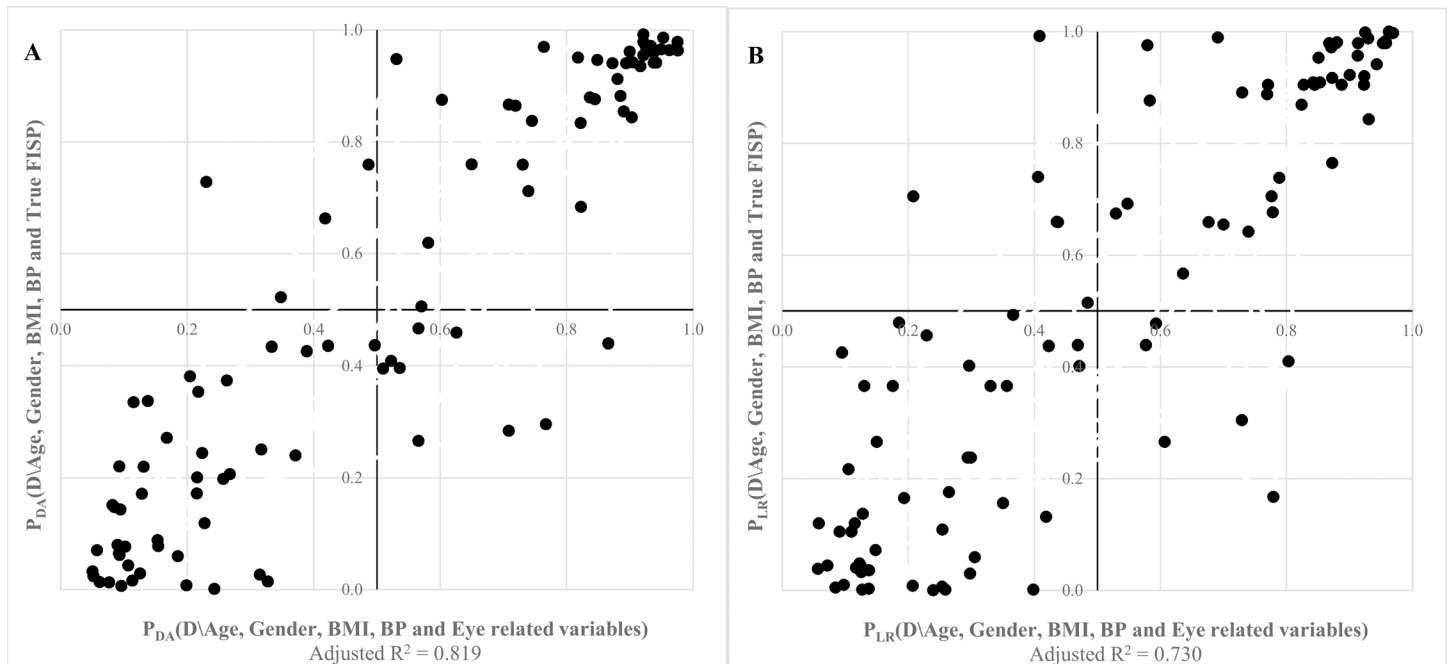 A
P_DA(D\Age, Gender, BMI, BP and True FISP)
1.0
0.8
0.6
0.0 0.2 0.4 0.6 0.8 1.0
0.4
0.2
0.0
P_DA(D\Age, Gender, BMI, BP and Eye related variables)
Adjusted R² = 0.819
B
P_LR(D\Age, Gender, BMI, BP and True FISP)
1.0
0.8
0.6
0.0 0.2 0.4 0.6 0.8 1.0
0.4
0.2
0.0
P_LR(D\Age, Gender, BMI, BP and Eye related variables)
Adjusted R² = 0.730